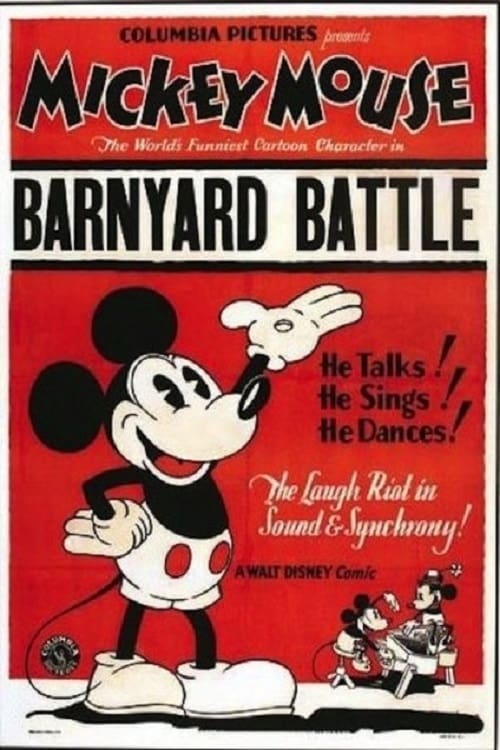 COLUMBIA PICTURES presents
MICKEY MOUSE
The World's Funniest Cartoon Character in
BARNYARD BATTLE
He Talks!
He Sings!
He Dances!
The Laugh Riot in
Sound & Synchrony!
A WALT DISNEY Comic
COLUMBIA